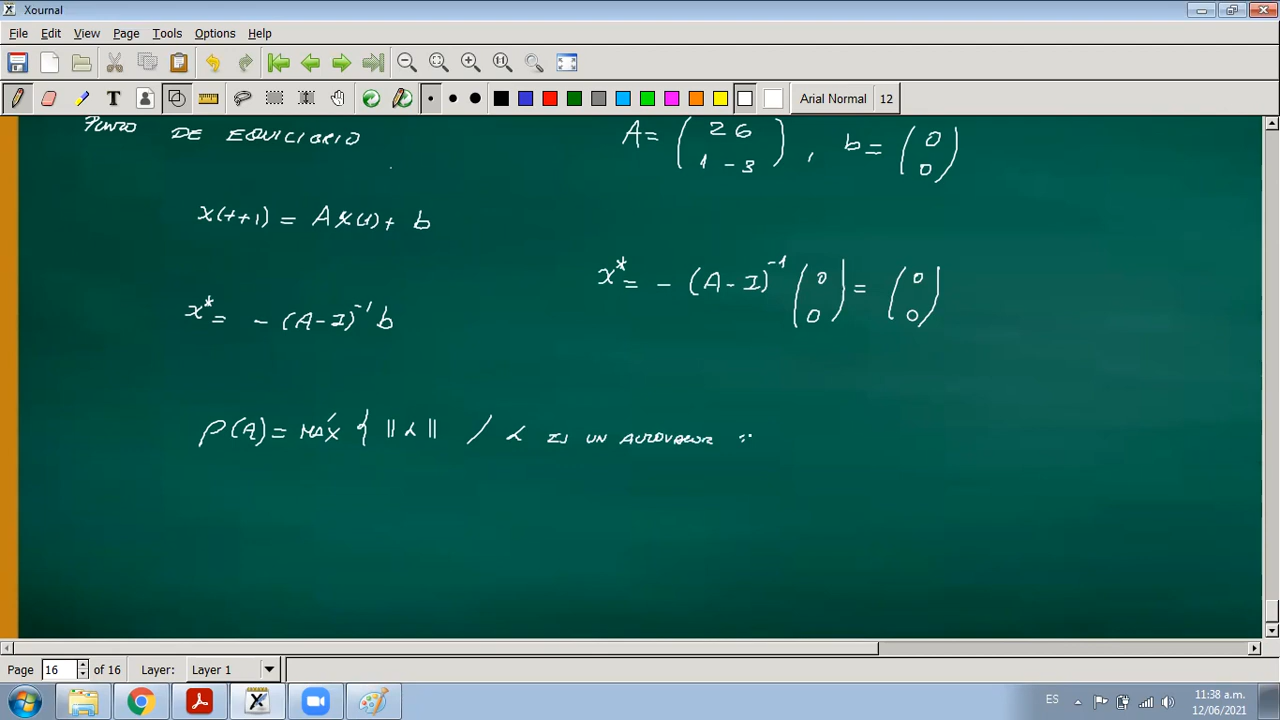 Xournal
File Edit View Page Tools Options Help
Arial Normal 12
PUNTO DE EQUILIBRIO
A = ( 2 6 1 -3 ) , b = ( 0 0 )
x(t+1) = A x(t) + b
x* = - (A - I)⁻¹ ( 0 0 ) = ( 0 0 )
x* = - (A - I)⁻¹ b
ρ(A) = MÁX { || λ || / λ ES UN AUTOVALOR
Page 16 of 16 Layer: Layer 1
ES 11:38 a.m.
12/06/2021